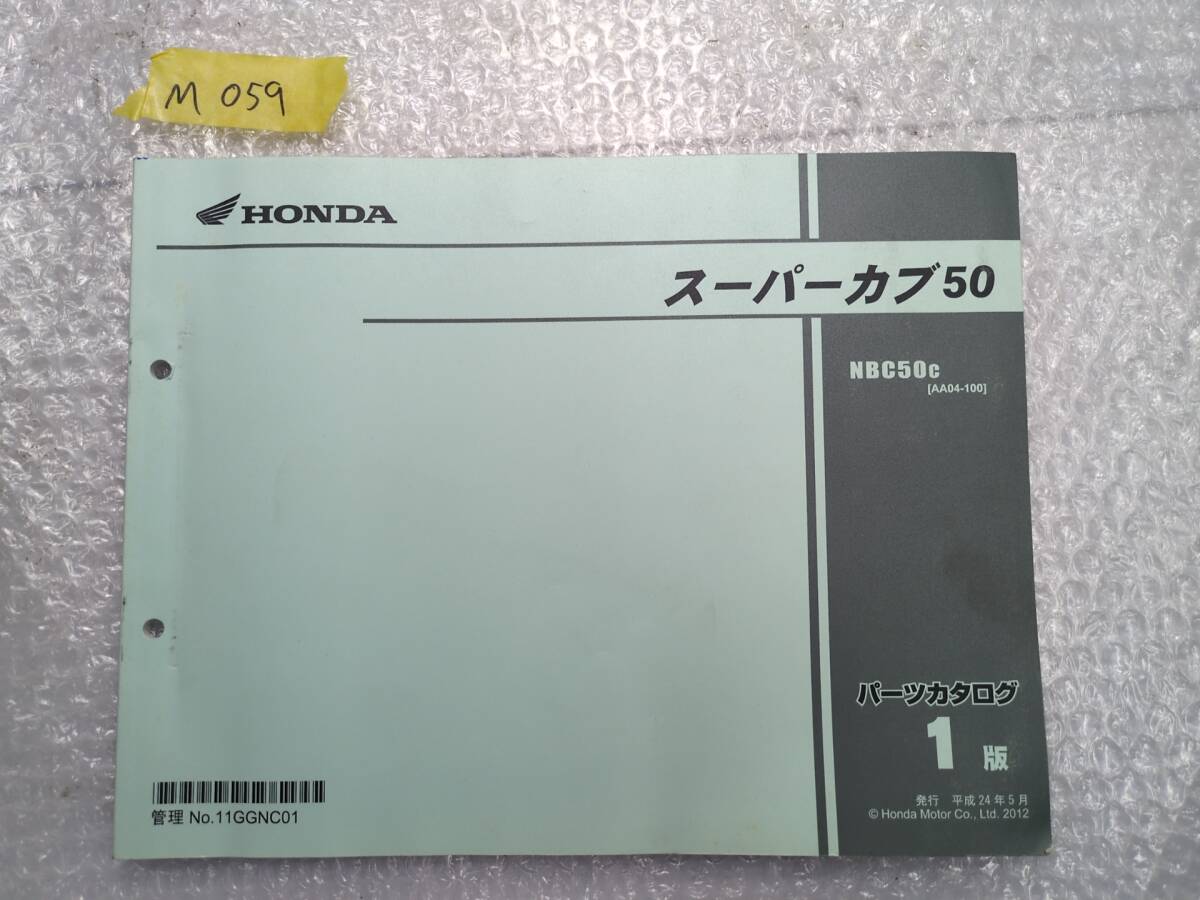 M 059
HONDA
スーパーカブ50
NBC50C
[AA04-100]
パーツカタログ
1版
発行 平成24年5月
© Honda Motor Co., Ltd. 2012
管理 No.11GGNC01